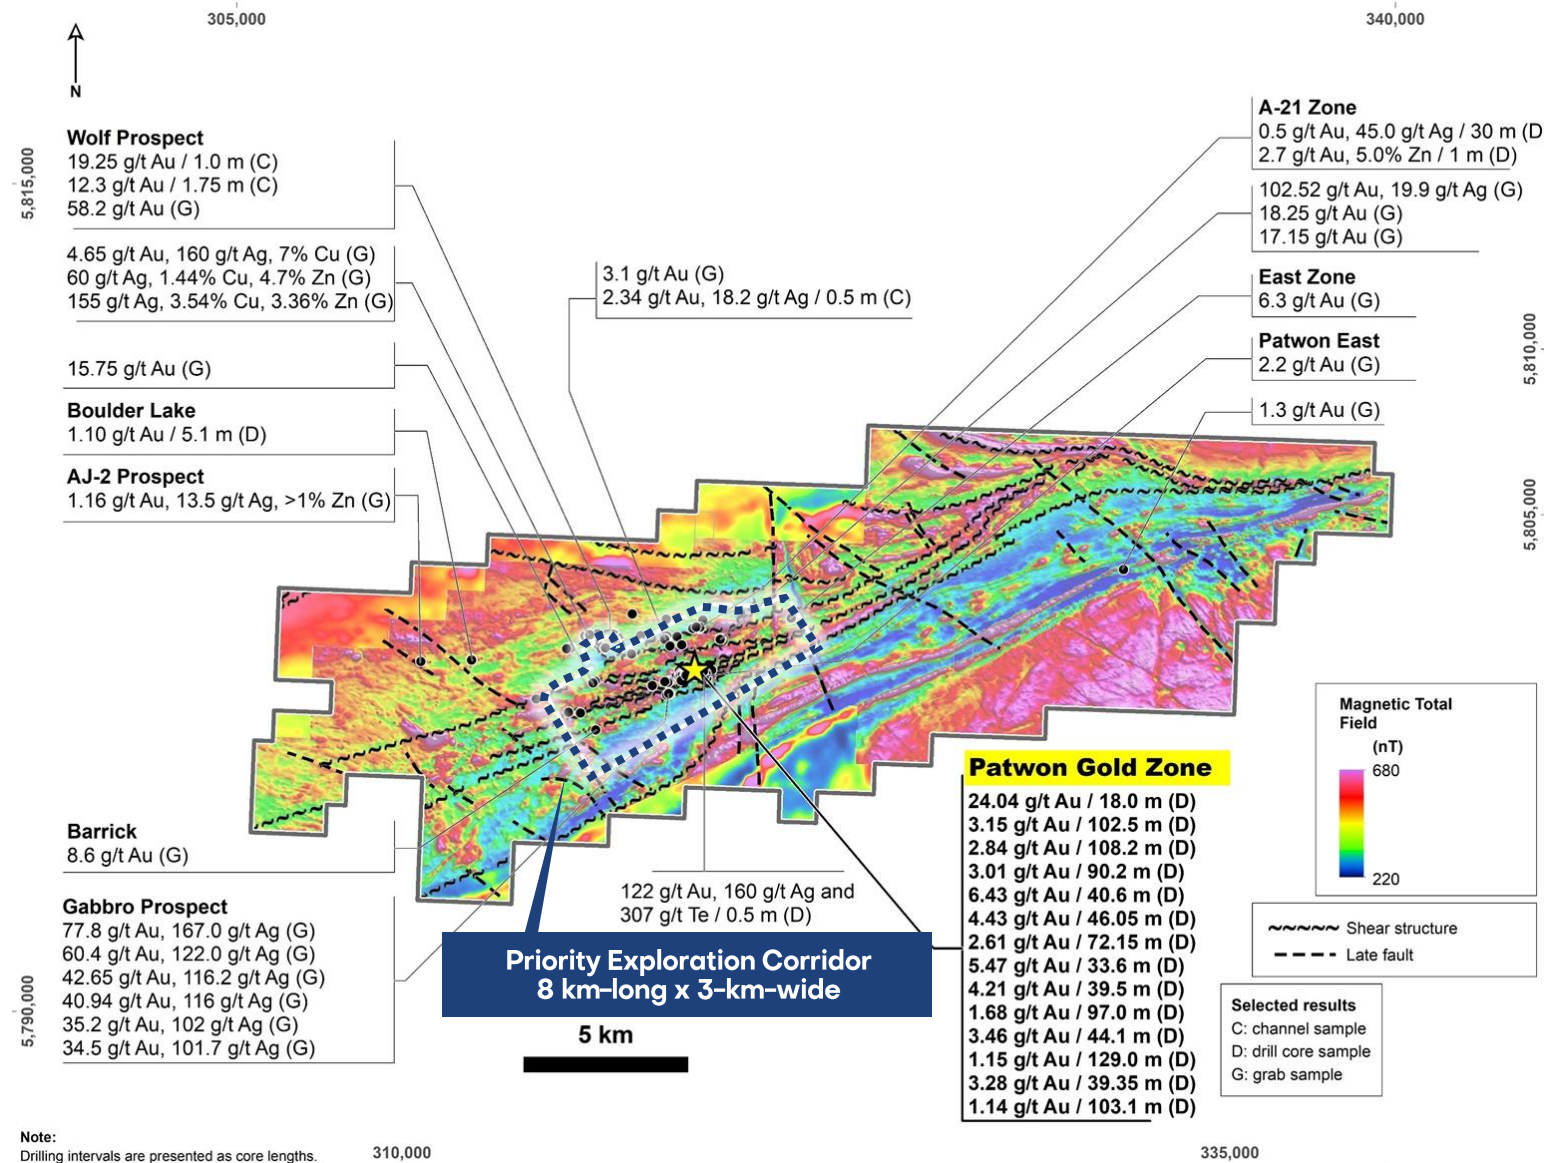 305,000
340,000
N
5,815,000
5,810,000
5,805,000
5,790,000
Wolf Prospect
19.25 g/t Au / 1.0 m (C)
12.3 g/t Au / 1.75 m (C)
58.2 g/t Au (G)
4.65 g/t Au, 160 g/t Ag, 7% Cu (G)
60 g/t Ag, 1.44% Cu, 4.7% Zn (G)
155 g/t Ag, 3.54% Cu, 3.36% Zn (G)
15.75 g/t Au (G)
Boulder Lake
1.10 g/t Au / 5.1 m (D)
AJ-2 Prospect
1.16 g/t Au, 13.5 g/t Ag, >1% Zn (G)
3.1 g/t Au (G)
2.34 g/t Au, 18.2 g/t Ag / 0.5 m (C)
A-21 Zone
0.5 g/t Au, 45.0 g/t Ag / 30 m (D
2.7 g/t Au, 5.0% Zn / 1 m (D)
102.52 g/t Au, 19.9 g/t Ag (G)
18.25 g/t Au (G)
17.15 g/t Au (G)
East Zone
6.3 g/t Au (G)
Patwon East
2.2 g/t Au (G)
1.3 g/t Au (G)
Barrick
8.6 g/t Au (G)
Gabbro Prospect
77.8 g/t Au, 167.0 g/t Ag (G)
60.4 g/t Au, 122.0 g/t Ag (G)
42.65 g/t Au, 116.2 g/t Ag (G)
40.94 g/t Au, 116 g/t Ag (G)
35.2 g/t Au, 102 g/t Ag (G)
34.5 g/t Au, 101.7 g/t Ag (G)
122 g/t Au, 160 g/t Ag and
307 g/t Te / 0.5 m (D)
Priority Exploration Corridor
8 km-long x 3-km-wide
5 km
Patwon Gold Zone
24.04 g/t Au / 18.0 m (D)
3.15 g/t Au / 102.5 m (D)
2.84 g/t Au / 108.2 m (D)
3.01 g/t Au / 90.2 m (D)
6.43 g/t Au / 40.6 m (D)
4.43 g/t Au / 46.05 m (D)
2.61 g/t Au / 72.15 m (D)
5.47 g/t Au / 33.6 m (D)
4.21 g/t Au / 39.5 m (D)
1.68 g/t Au / 97.0 m (D)
3.46 g/t Au / 44.1 m (D)
1.15 g/t Au / 129.0 m (D)
3.28 g/t Au / 39.35 m (D)
1.14 g/t Au / 103.1 m (D)
Magnetic Total
Field
(nT)
680
220
Shear structure
Late fault
Selected results
C: channel sample
D: drill core sample
G: grab sample
Note:
Drilling intervals are presented as core lengths.
310,000
335,000